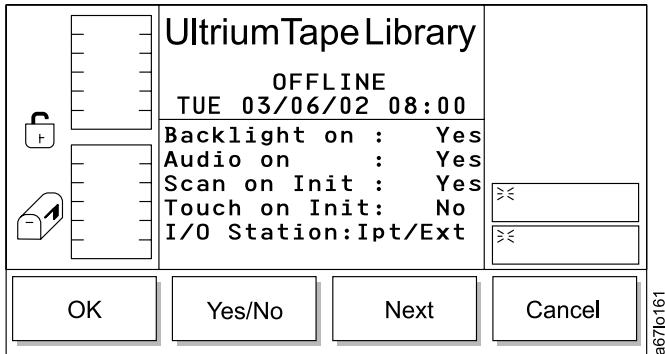 UltriumTape Library
OFFLINE
TUE 03/06/02 08:00
Backlight on : Yes
Audio on : Yes
Scan on Init : Yes
Touch on Init: No
I/O Station:Ipt/Ext
OK
Yes/No
Next
Cancel
a67lo161